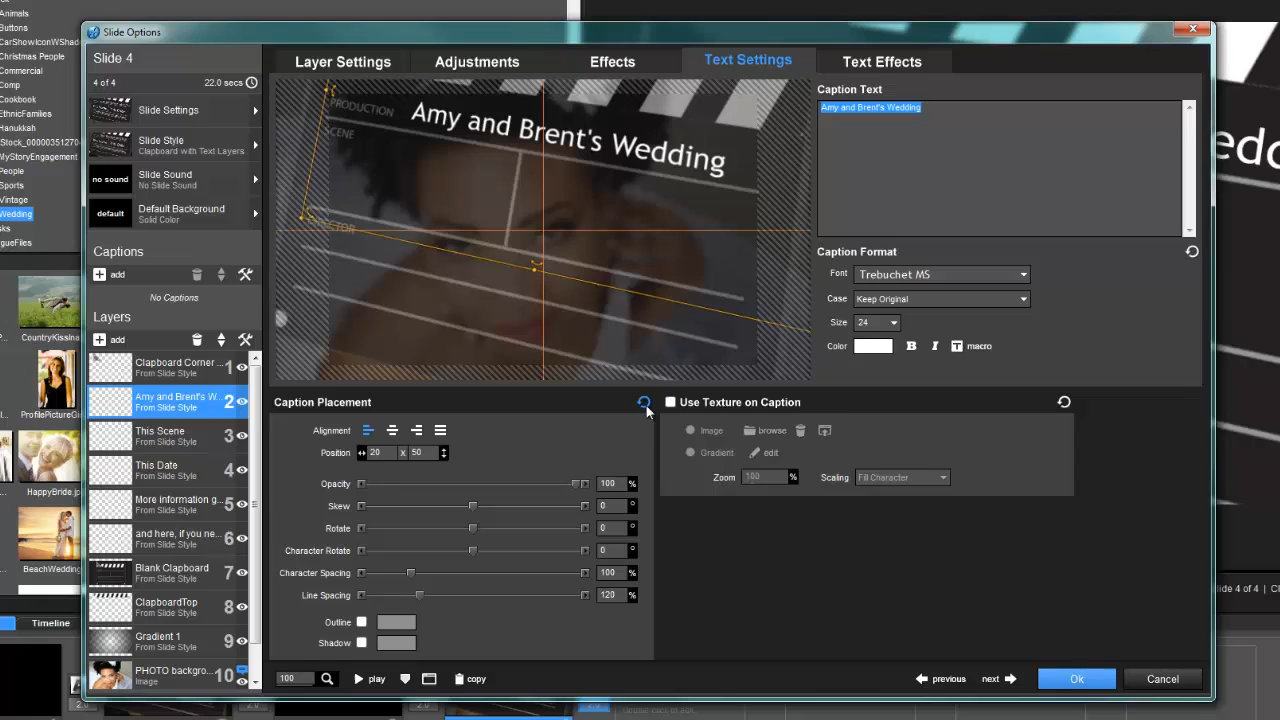 Animals
Buttons
CarShowIconWShad
Christmas People
Commercial
Comp
Cookbook
EthnicFamilies
Hanukkah
iStock_0000351270-
MyStoryEngagement
People
Sports
Vintage
Wedding
gueFiles
CountryKissIna
ProfilePictureGi
HappyBride.jp
BeachWedding
Timeline
Slide Options
Slide 4
4 of 4
22.0 secs
Slide Settings
Slide Style
Clapboard with Text Layers
no sound
Slide Sound
No Slide Sound
default
Default Background
Solid Color
Captions
add
No Captions
Layers
add
Clapboard Corner ...
From Slide Style
1
Amy and Brent's W...
From Slide Style
2
This Scene
From Slide Style
3
This Date
From Slide Style
4
More information g...
From Slide Style
5
and here, if you ne...
From Slide Style
6
Blank Clapboard
From Slide Style
7
ClapboardTop
From Slide Style
8
Gradient 1
From Slide Style
9
PHOTO backgro...
Image
10
Layer Settings
Adjustments
Effects
Text Settings
Text Effects
PRODUCTION
SCENE
Amy and Brent's Wedding
Caption Text
Amy and Brent's Wedding
Caption Format
Font
Trebuchet MS
Case
Keep Original
Size
24
Color
B
I
T macro
Caption Placement
Alignment
Position
20 x 50
Opacity
100 %
Skew
0 °
Rotate
0 °
Character Rotate
0 °
Character Spacing
100 %
Line Spacing
120 %
Outline
Shadow
Use Texture on Caption
Image
browse
Gradient
edit
Zoom
100 %
Scaling
Fill Character
100
play
copy
previous
next
Ok
Cancel
edd
lide 4 of 4
2.0
2.0
2.0